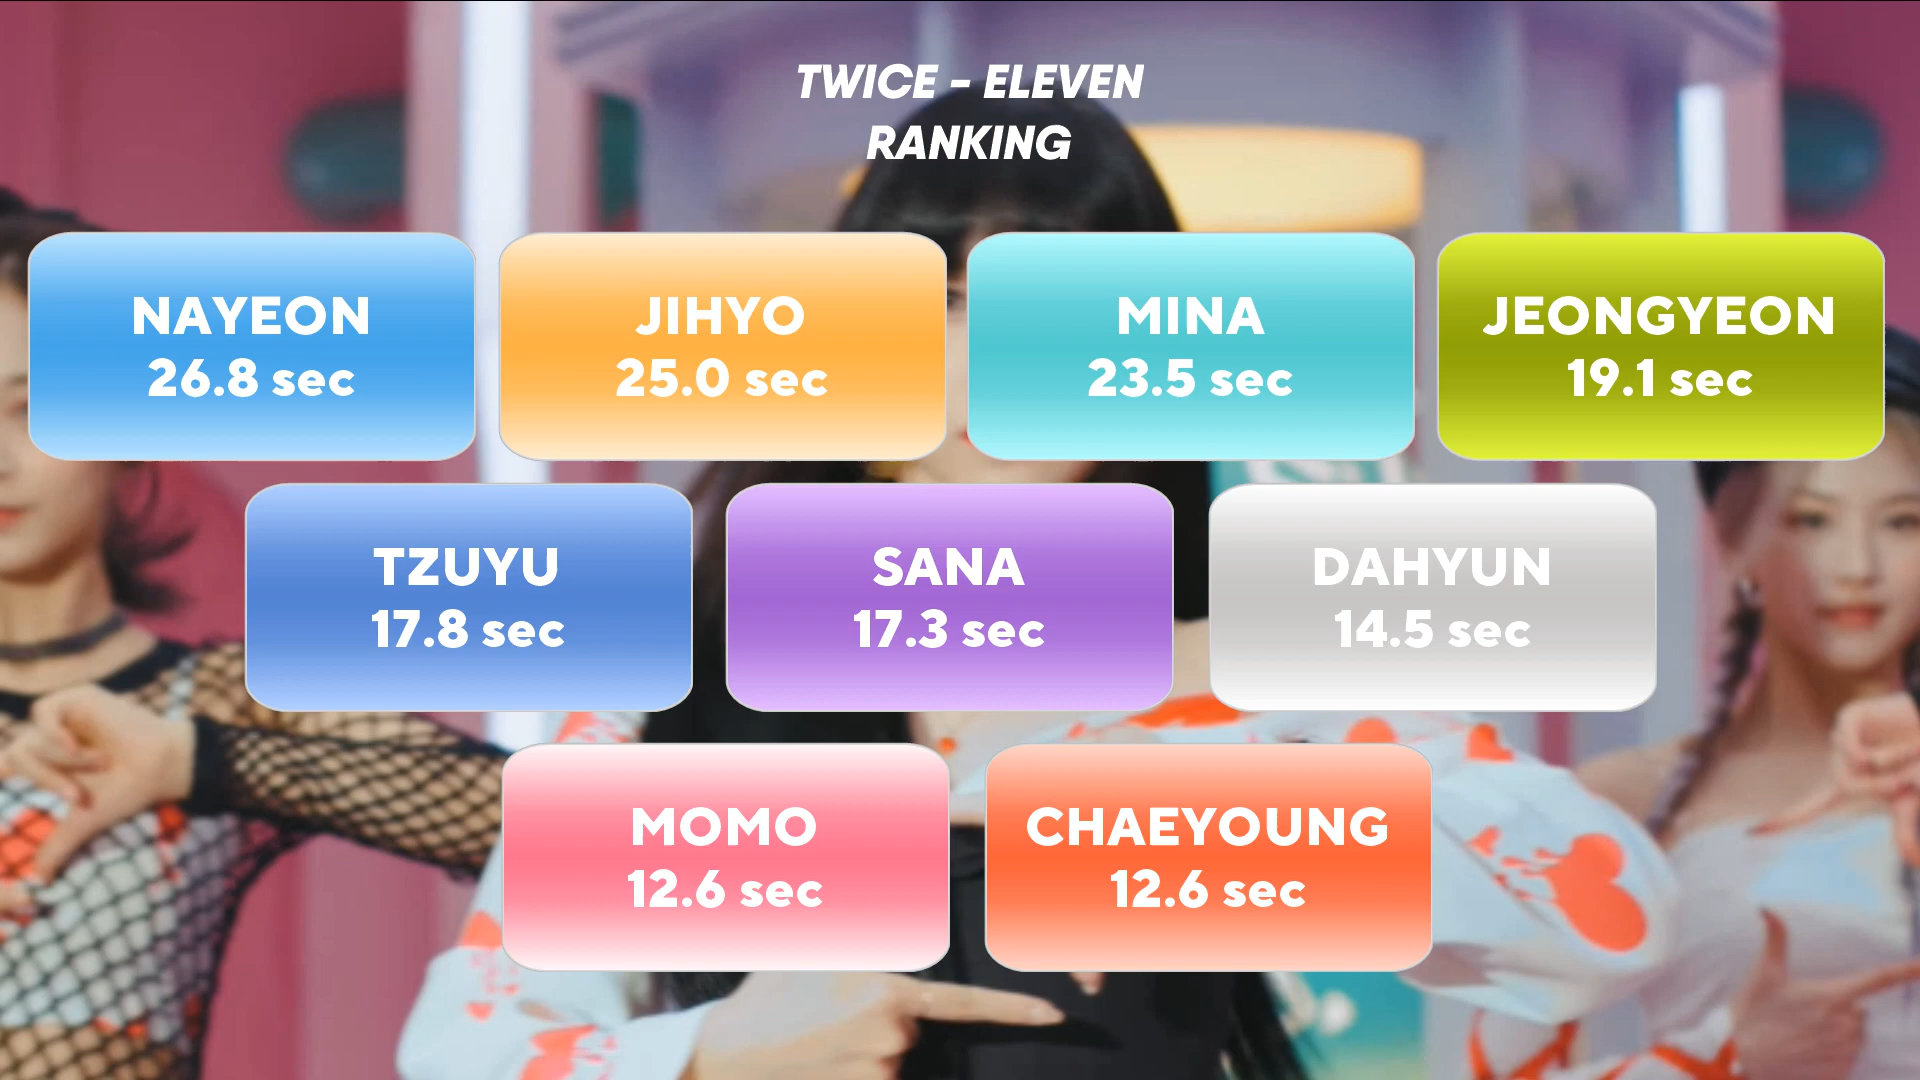 TWICE - ELEVEN
RANKING
NAYEON
26.8 sec
JIHYO
25.0 sec
MINA
23.5 sec
JEONGYEON
19.1 sec
TZUYU
17.8 sec
SANA
17.3 sec
DAHYUN
14.5 sec
MOMO
12.6 sec
CHAEYOUNG
12.6 sec